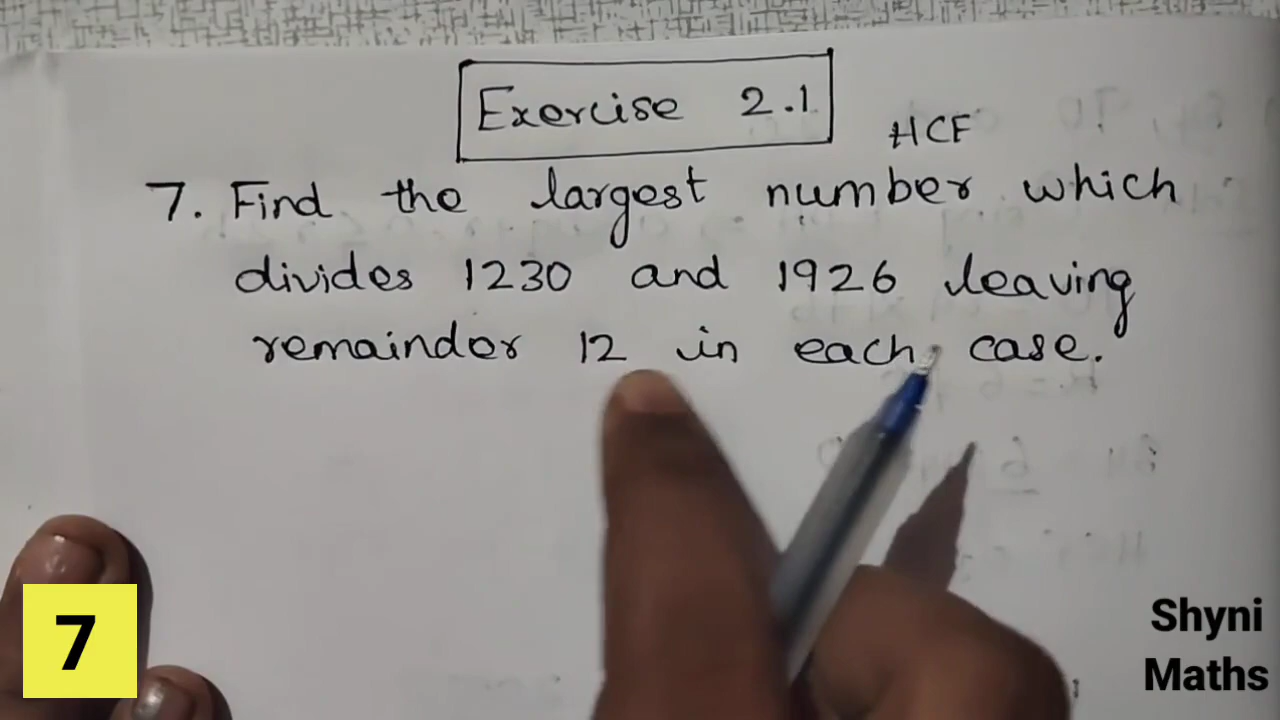 Exercise 2.1
HCF
7. Find the largest number which
divides 1230 and 1926 leaving
remainder 12 in each case.
7
Shyni
Maths